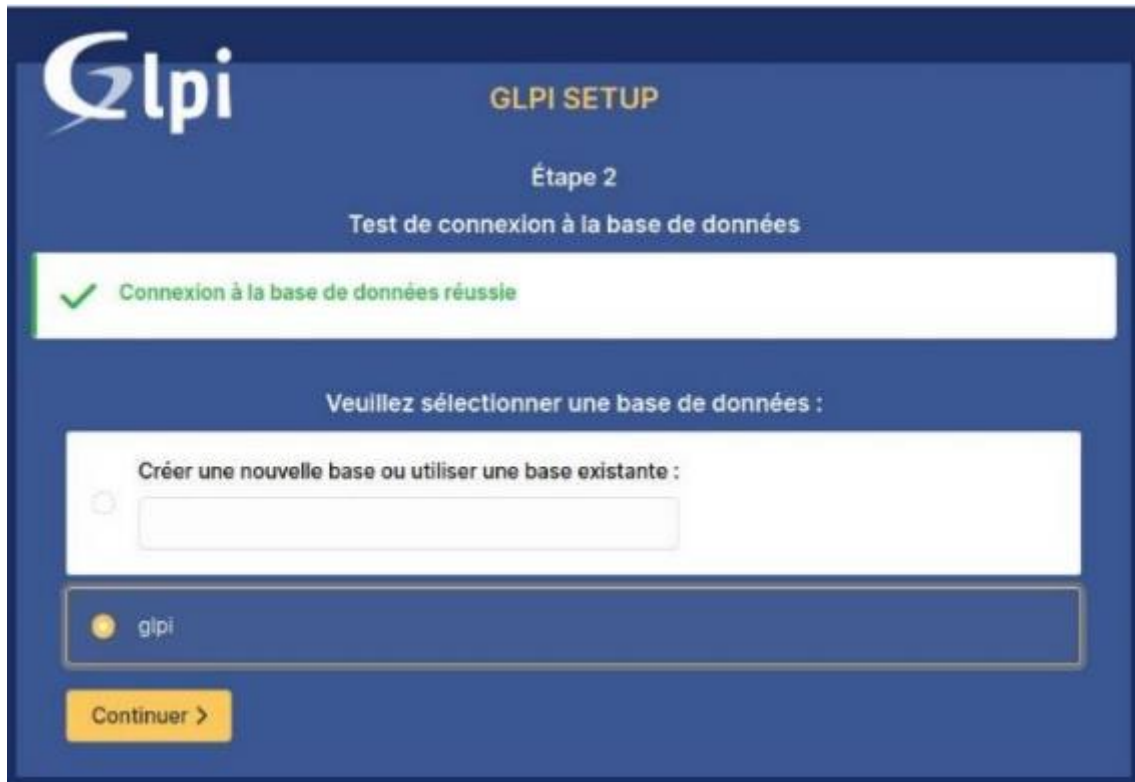 Glpi
GLPI SETUP
Étape 2
Test de connexion à la base de données
Connexion à la base de données réussie
Veuillez sélectionner une base de données :
Créer une nouvelle base ou utiliser une base existante :
glpi
Continuer >